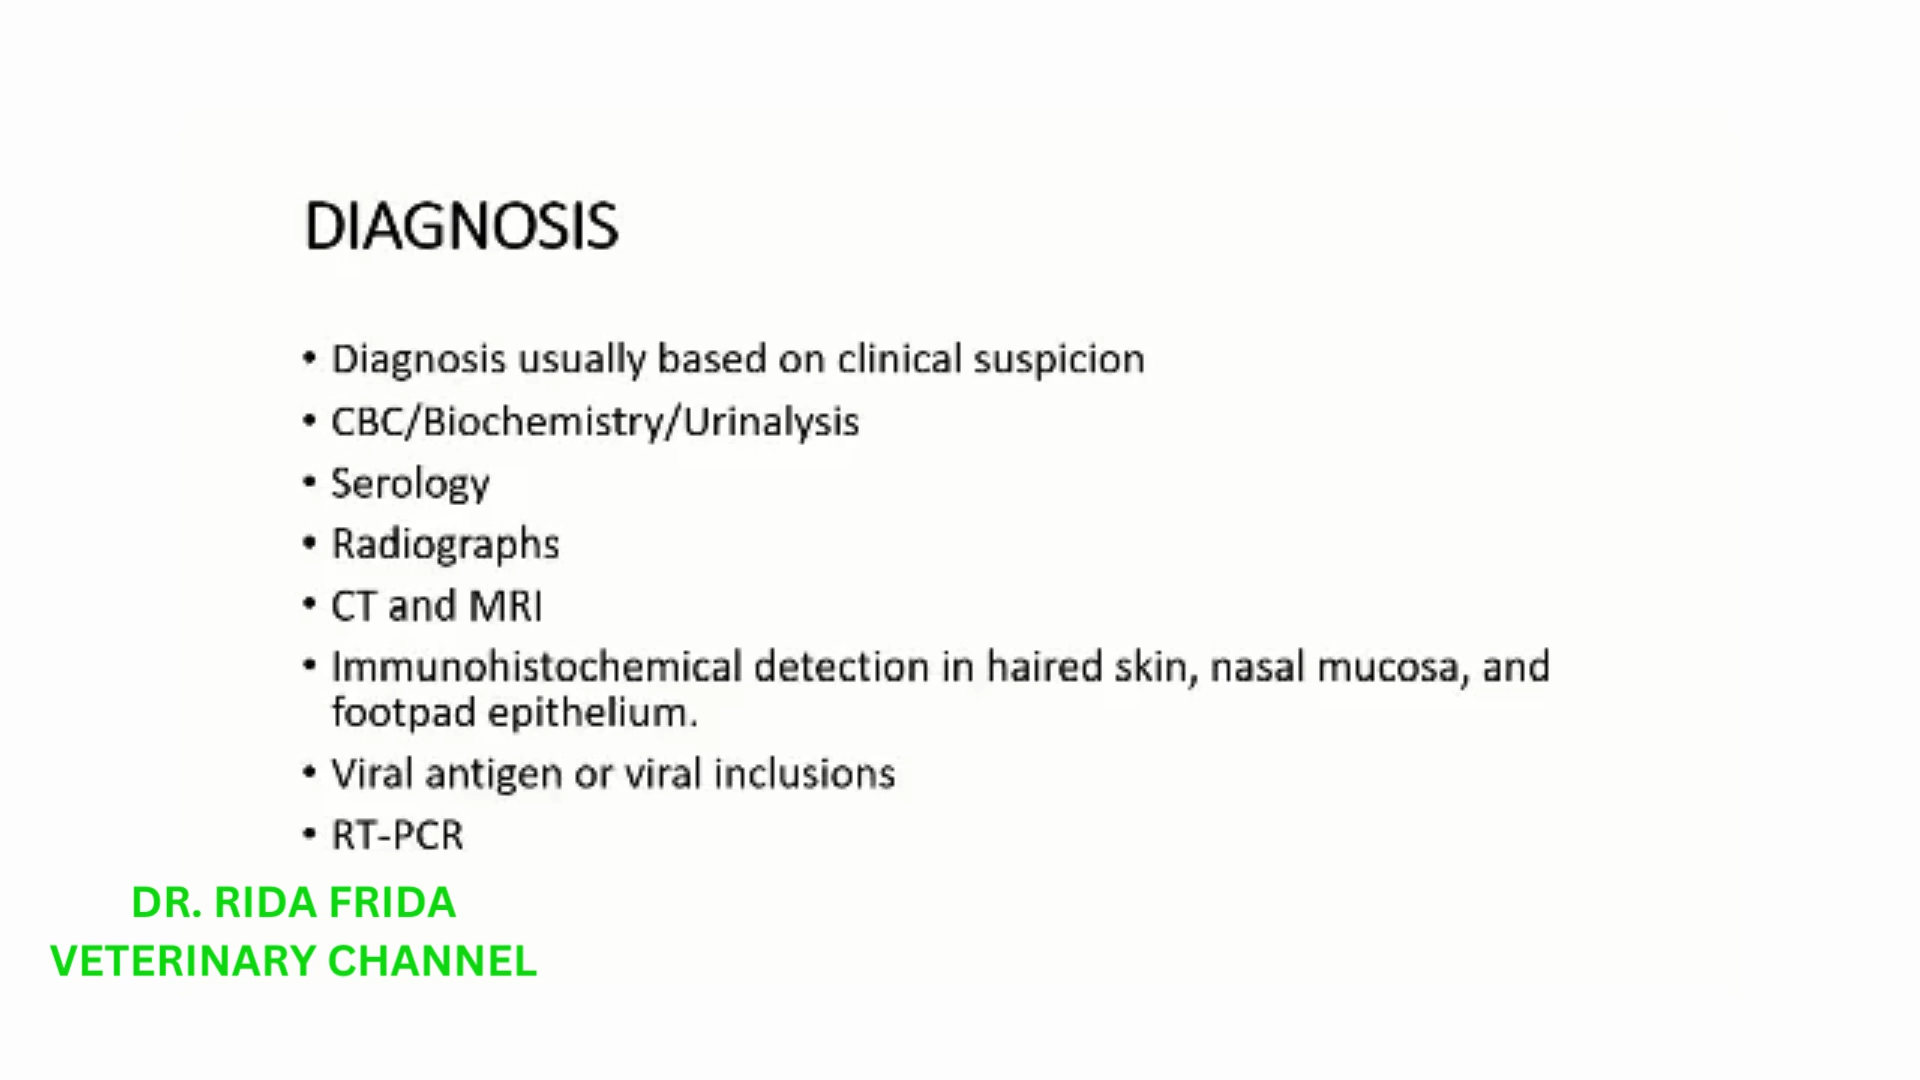 DIAGNOSIS
• Diagnosis usually based on clinical suspicion
• CBC/Biochemistry/Urinalysis
• Serology
• Radiographs
• CT and MRI
• Immunohistochemical detection in haired skin, nasal mucosa, and
footpad epithelium.
• Viral antigen or viral inclusions
• RT-PCR
DR. RIDA FRIDA
VETERINARY CHANNEL